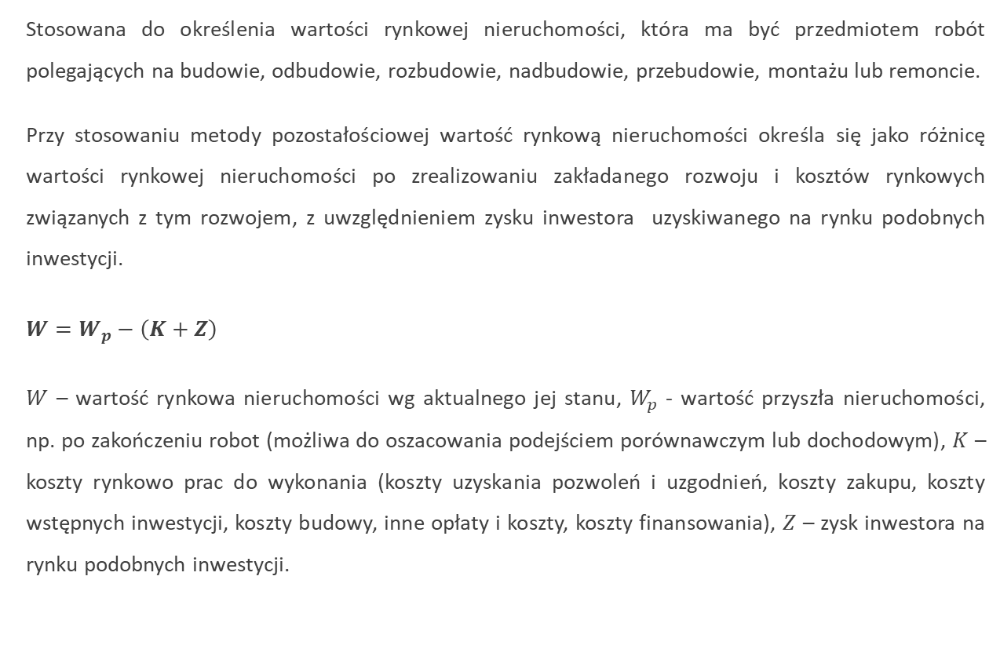 Stosowana do określenia wartości rynkowej nieruchomości, która ma być przedmiotem robót
polegających na budowie, odbudowie, rozbudowie, nadbudowie, przebudowie, montażu lub remoncie.
Przy stosowaniu metody pozostałościowej wartość rynkową nieruchomości określa się jako różnicę
wartości rynkowej nieruchomości po zrealizowaniu zakładanego rozwoju i kosztów rynkowych
związanych z tym rozwojem, z uwzględnieniem zysku inwestora uzyskiwanego na rynku podobnych
inwestycji.
W = Wₚ − (K + Z)
W – wartość rynkowa nieruchomości wg aktualnego jej stanu, Wₚ - wartość przyszła nieruchomości,
np. po zakończeniu robot (możliwa do oszacowania podejściem porównawczym lub dochodowym), K –
koszty rynkowo prac do wykonania (koszty uzyskania pozwoleń i uzgodnień, koszty zakupu, koszty
wstępnych inwestycji, koszty budowy, inne opłaty i koszty, koszty finansowania), Z – zysk inwestora na
rynku podobnych inwestycji.